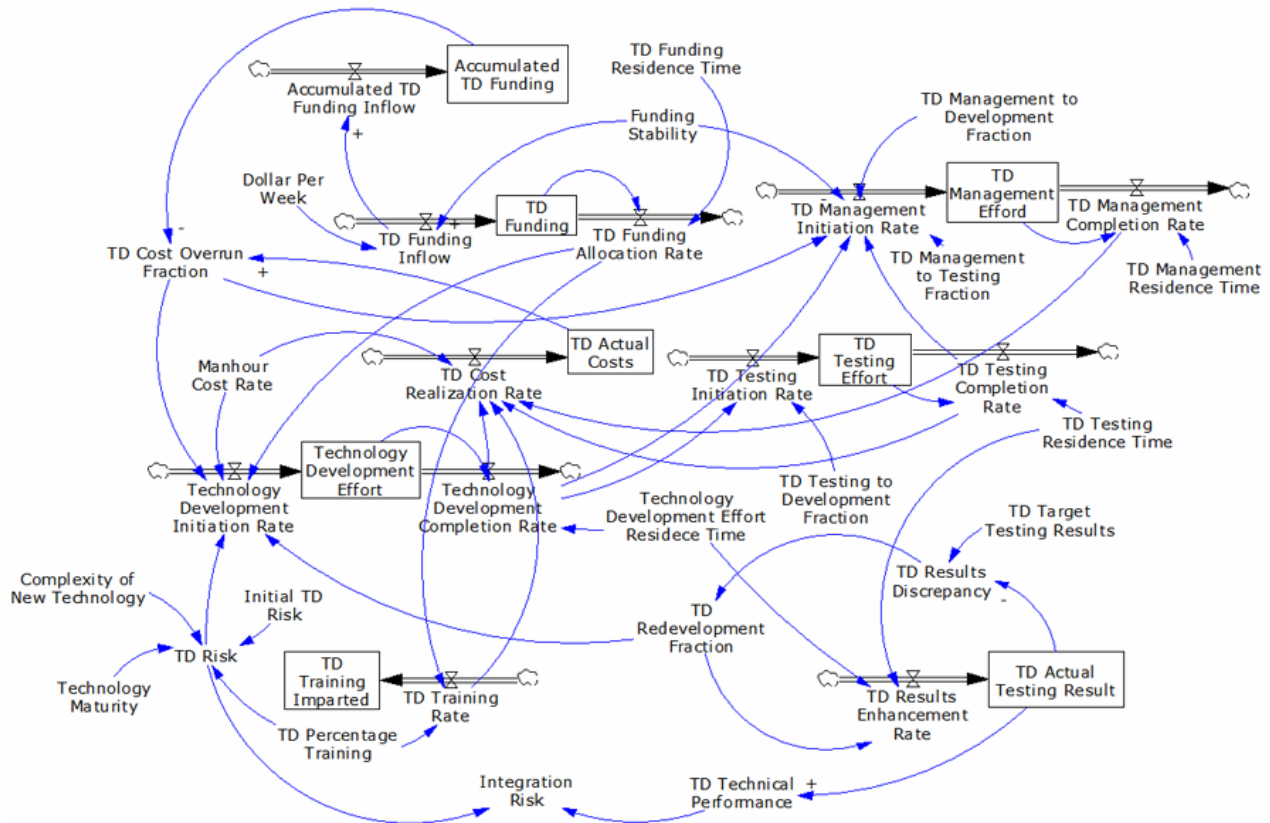 Accumulated
TD Funding
TD Funding
Residence Time
Accumulated TD
Funding Inflow
+
Funding
Stability
TD Management to
Development
Fraction
Dollar Per
Week
TD
Funding
+
TD Funding
Inflow
TD Funding
Allocation Rate
TD
Management
Efford
-
TD Management
Initiation Rate
TD Management
Completion Rate
-
TD Cost Overrun
Fraction
+
TD Management
to Testing
Fraction
TD Management
Residence Time
TD Actual
Costs
TD
Testing
Effort
Manhour
Cost Rate
TD Cost
Realization Rate
TD Testing
Initiation Rate
TD Testing
Completion
Rate
TD Testing
Residence Time
Technology
Development
Effort
Technology
Development
Initiation Rate
Technology
Development
Completion Rate
Technology
Development Effort
Residece Time
TD Testing to
Development
Fraction
TD Target
Testing Results
TD Results
Discrepancy
-
Complexity of
New Technology
Initial TD
Risk
TD
Redevelopment
Fraction
TD Risk
TD
Training
Imparted
TD Actual
Testing Result
Technology
Maturity
TD Training
Rate
TD Results
Enhancement
Rate
TD Percentage
Training
Integration
Risk
TD Technical
Performance
+